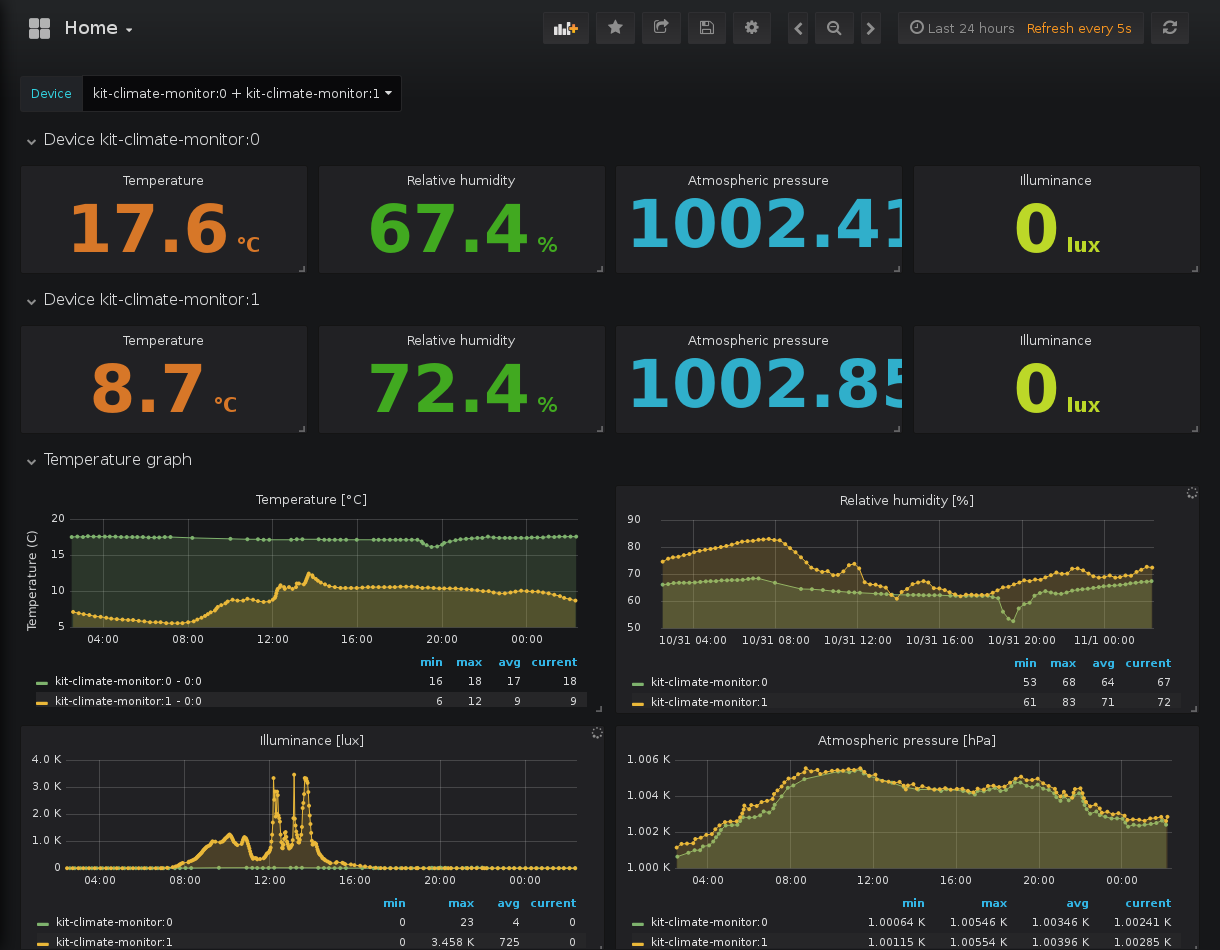 Home
Last 24 hours Refresh every 5s
Device kit-climate-monitor:0 + kit-climate-monitor:1
Device kit-climate-monitor:0
Temperature Relative humidity Atmospheric pressure Illuminance
17.6 °C 67.4 % 1002.41 0 lux
Device kit-climate-monitor:1
Temperature Relative humidity Atmospheric pressure Illuminance
8.7 °C 72.4 % 1002.85 0 lux
Temperature graph
Temperature [°C]
Temperature (C)
20
15
10
5
04:00 08:00 12:00 16:00 20:00 00:00
min max avg current
kit-climate-monitor:0 - 0:0 16 18 17 18
kit-climate-monitor:1 - 0:0 6 12 9 9
Relative humidity [%]
90
80
70
60
50
10/31 04:00 10/31 08:00 10/31 12:00 10/31 16:00 10/31 20:00 11/1 00:00
min max avg current
kit-climate-monitor:0 53 68 64 67
kit-climate-monitor:1 61 83 71 72
Illuminance [lux]
4.0 K
3.0 K
2.0 K
1.0 K
0
04:00 08:00 12:00 16:00 20:00 00:00
min max avg current
kit-climate-monitor:0 0 23 4 0
kit-climate-monitor:1 0 3.458 K 725 0
Atmospheric pressure [hPa]
1.006 K
1.004 K
1.002 K
1.000 K
04:00 08:00 12:00 16:00 20:00 00:00
min max avg current
kit-climate-monitor:0 1.00064 K 1.00546 K 1.00346 K 1.00241 K
kit-climate-monitor:1 1.00115 K 1.00554 K 1.00396 K 1.00285 K